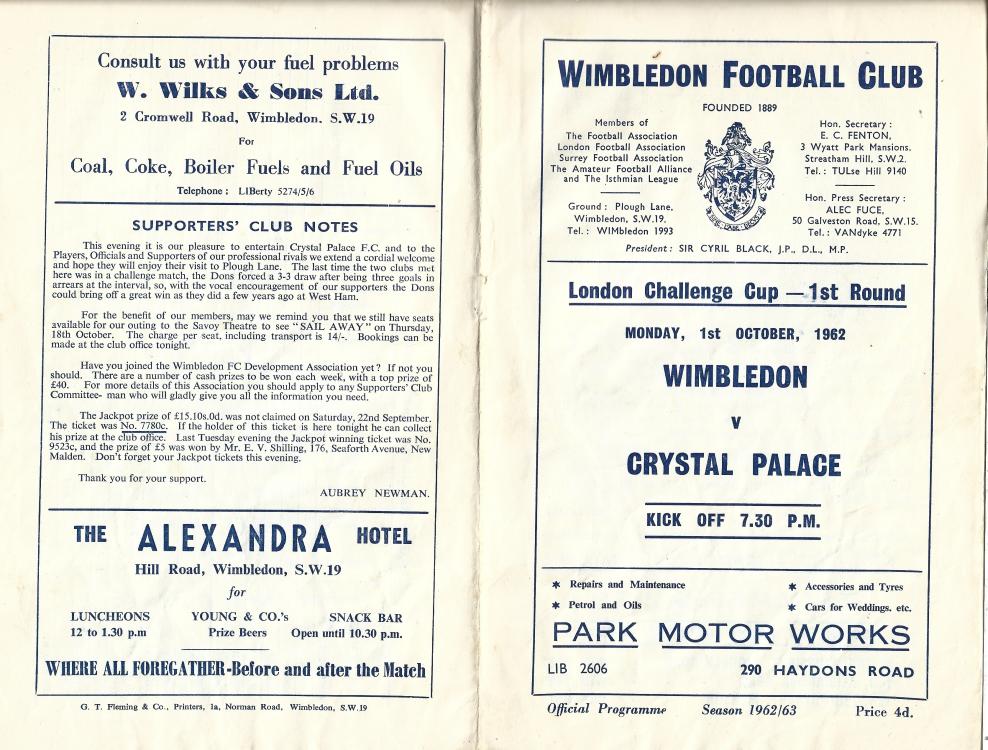 Consult us with your fuel problems
W. Wilks & Sons Ltd.
2 Cromwell Road, Wimbledon. S.W.19
For
Coal, Coke, Boiler Fuels and Fuel Oils
Telephone : LIBerty 5274/5/6
SUPPORTERS' CLUB NOTES
This evening it is our pleasure to entertain Crystal Palace F.C. and to the
Players, Officials and Supporters of our professional rivals we extend a cordial welcome
and hope they will enjoy their visit to Plough Lane. The last time the two clubs met
here was in a challenge match, the Dons forced a 3-3 draw after being three goals in
arrears at the interval, so, with the vocal encouragement of our supporters the Dons
could bring off a great win as they did a few years ago at West Ham.
For the benefit of our members, may we remind you that we still have seats
available for our outing to the Savoy Theatre to see "SAIL AWAY" on Thursday,
18th October. The charge per seat, including transport is 14/-. Bookings can be
made at the club office tonight.
Have you joined the Wimbledon FC Development Association yet? If not you
should. There are a number of cash prizes to be won each week, with a top prize of
£40. For more details of this Association you should apply to any Supporters' Club
Committee- man who will gladly give you all the information you need.
The Jackpot prize of £15.10s.0d. was not claimed on Saturday, 22nd September.
The ticket was No. 7780c. If the holder of this ticket is here tonight he can collect
his prize at the club office. Last Tuesday evening the Jackpot winning ticket was No.
9523c, and the prize of £5 was won by Mr. E. V. Shilling, 176, Seaforth Avenue, New
Malden. Don't forget your Jackpot tickets this evening.
Thank you for your support.
AUBREY NEWMAN.
THE ALEXANDRA HOTEL
Hill Road, Wimbledon, S.W.19
for
LUNCHEONS YOUNG & CO.'s SNACK BAR
12 to 1.30 p.m Prize Beers Open until 10.30 p.m.
WHERE ALL FOREGATHER-Before and after the Match
G. T. Fleming & Co., Printers, 1a, Norman Road, Wimbledon, S.W.19
WIMBLEDON FOOTBALL CLUB
FOUNDED 1889
Members of
The Football Association
London Football Association
Surrey Football Association
The Amateur Football Alliance
and The Isthmian League
Ground : Plough Lane,
Wimbledon, S.W.19.
Tel. : WIMbledon 1993
Hon. Secretary :
E. C. FENTON,
3 Wyatt Park Mansions,
Streatham Hill, S.W.2.
Tel. : TULse Hill 9140
Hon. Press Secretary :
ALEC FUCE,
50 Galveston Road, S.W.15.
Tel. : VANdyke 4771
President : SIR CYRIL BLACK, J.P., D.L., M.P.
London Challenge Cup — 1st Round
MONDAY, 1st OCTOBER, 1962
WIMBLEDON
v
CRYSTAL PALACE
KICK OFF 7.30 P.M.
* Repairs and Maintenance * Accessories and Tyres
* Petrol and Oils * Cars for Weddings. etc.
PARK MOTOR WORKS
LIB 2606 290 HAYDONS ROAD
Official Programme Season 1962/63 Price 4d.